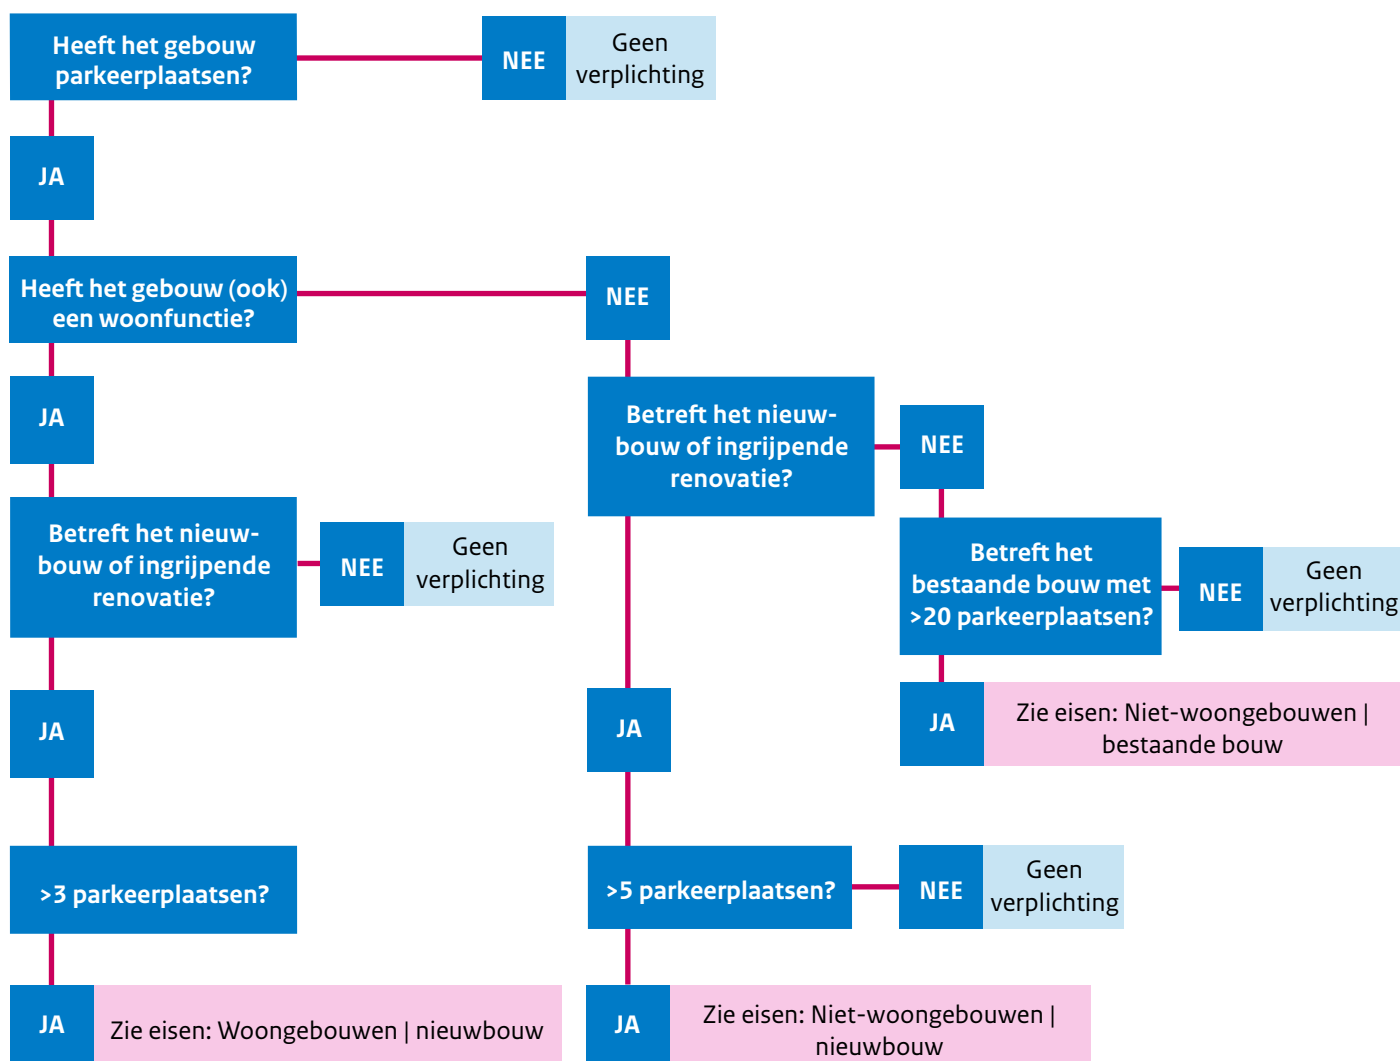 Heeft het gebouw
parkeerplaatsen?
NEE
Geen
verplichting
JA
Heeft het gebouw (ook)
een woonfunctie?
NEE
JA
Betreft het nieuw-
bouw of ingrijpende
renovatie?
NEE
Geen
verplichting
Betreft het nieuw-
bouw of ingrijpende
renovatie?
NEE
Betreft het
bestaande bouw met
>20 parkeerplaatsen?
NEE
Geen
verplichting
JA
Zie eisen: Niet-woongebouwen |
bestaande bouw
JA
>3 parkeerplaatsen?
JA
Zie eisen: Woongebouwen | nieuwbouw
JA
>5 parkeerplaatsen?
NEE
Geen
verplichting
JA
Zie eisen: Niet-woongebouwen |
nieuwbouw